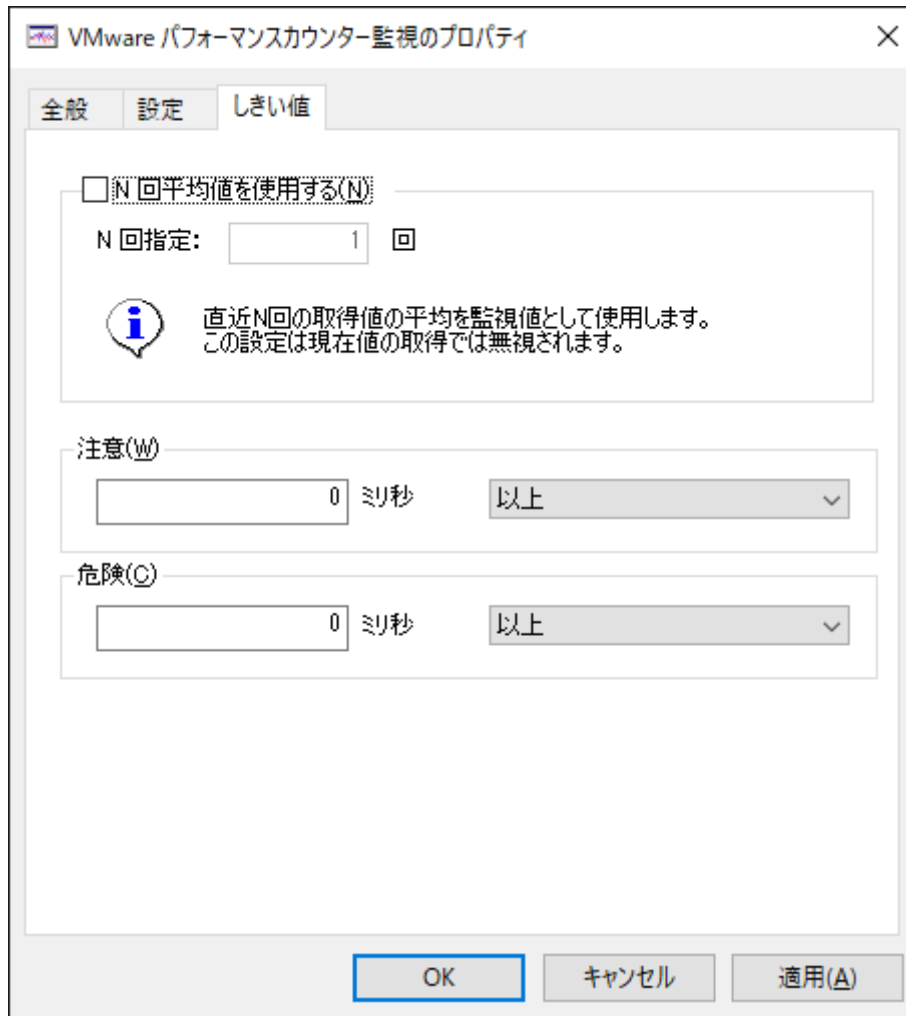 VMware パフォーマンスカウンター監視のプロパティ
全般 設定 しきい値
N 回平均値を使用する(N)
N 回指定: 1 回
直近N回の取得値の平均を監視値として使用します。
この設定は現在値の取得では無視されます。
注意(W)
0 ミリ秒 以上
危険(C)
0 ミリ秒 以上
OK キャンセル 適用(A)